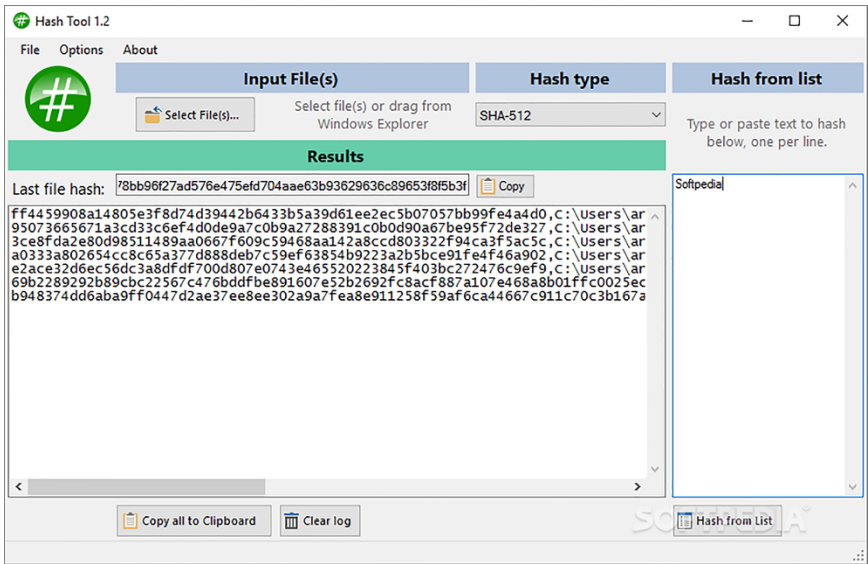 Hash Tool 1.2
File Options About
Input File(s)
Hash type
Hash from list
#
Select File(s)...
Select file(s) or drag from
Windows Explorer
SHA-512
Type or paste text to hash
below, one per line.
Results
Last file hash:
78bb96f27ad576e475efd704aae63b93629636c89653f8f5b3f
Copy
Softpedia
ff4459908a14805e3f8d74d39442b6433b5a39d61ee2ec5b07057bb99fe4a4d0,C:\Users\ar
95073665671a3cd33c6ef4d0de9a7c0b9a27288391c0b0d90a67be95f72de327,C:\Users\ar
3ce8fda2e80d98511489aa0667f609c59468aa142a8ccd803322f94ca3f5ac5c,C:\Users\ar
a0333a802654cc8c65a377d888deb7c59ef63854b9223a2b5bce91fe4f46a902,C:\Users\ar
e2ace32d6ec56dc3a8dfdf700d807e0743e465520223845f403bc272476c9ef9,C:\Users\ar
69b2289292b89cbc22567c476bddfbe891607e52b2692fc8acf887a107e468a8b01ffc0025ec
b948374dd6aba9ff0447d2ae37ee8ee302a9a7fea8e911258f59af6ca44667c911c70c3b167a
Copy all to Clipboard
Clear log
SOFTPEDIA
Hash from List